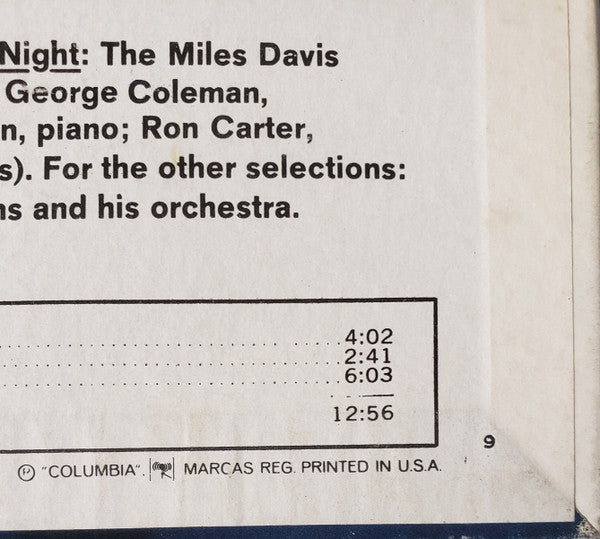 Night: The Miles Davis
George Coleman,
n, piano; Ron Carter,
s). For the other selections:
ns and his orchestra.
4:02
2:41
6:03
12:56
9
Ⓟ "COLUMBIA". MARCAS REG. PRINTED IN U.S.A.